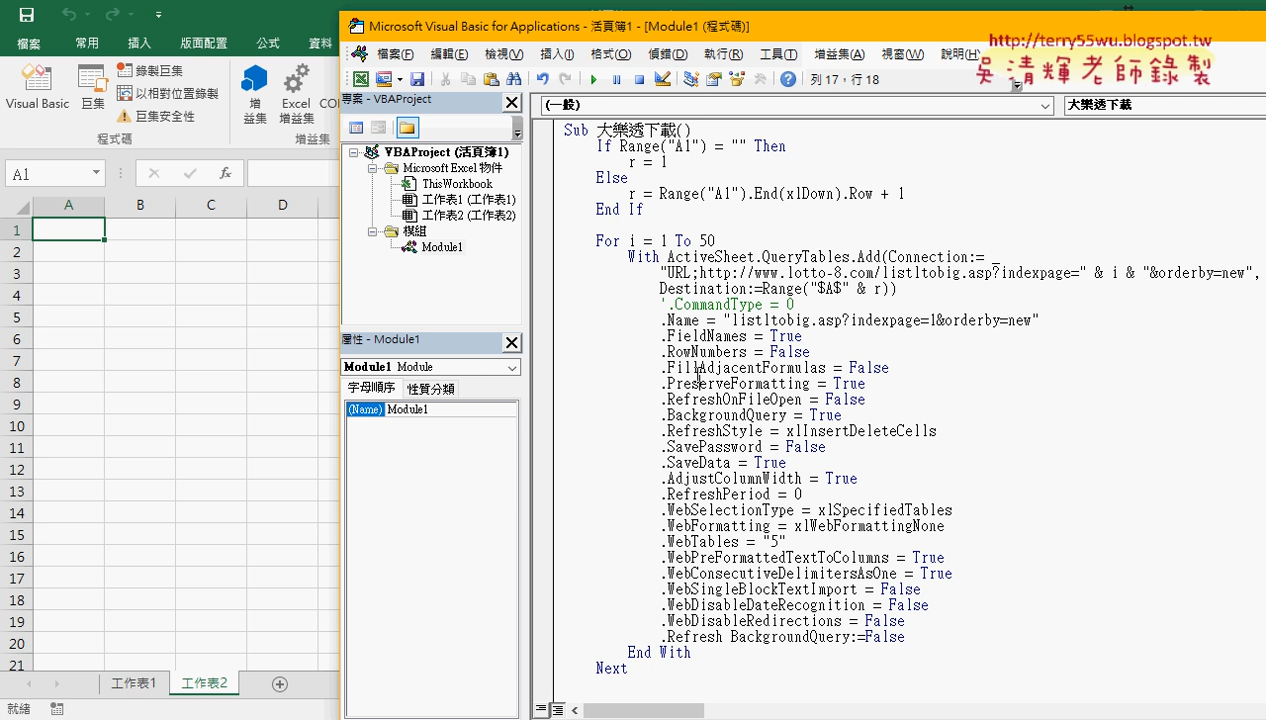 Microsoft Visual Basic for Applications - 活頁簿1 - [Module1 (程式碼)]
http://terry55wu.blogspot.tw
吳清輝老師錄製
檔案 常用 插入 版面配置 公式 資料
檔案(F) 編輯(E) 檢視(V) 插入(I) 格式(O) 偵錯(D) 執行(R) 工具(T) 增益集(A) 視窗(W) 說明(H)
列 17，行 18
Visual Basic
巨集
錄製巨集
以相對位置錄製
巨集安全性
程式碼
增
益集
Excel
增益集
CO
增益集
A1
fx
A B C D
1
2
3
4
5
6
7
8
9
10
11
12
13
14
15
16
17
18
19
20
21
工作表1 工作表2
就緒
專案 - VBAProject
VBAProject (活頁簿1)
Microsoft Excel 物件
ThisWorkbook
工作表1 (工作表1)
工作表2 (工作表2)
模組
Module1
屬性 - Module1
Module1 Module
字母順序 性質分類
(Name) Module1
(一般) 大樂透下載
Sub 大樂透下載()
If Range("A1") = "" Then
r = 1
Else
r = Range("A1").End(xlDown).Row + 1
End If
For i = 1 To 50
With ActiveSheet.QueryTables.Add(Connection:= _
"URL;http://www.lotto-8.com/listltobig.asp?indexpage=" & i & "&orderby=new",
Destination:=Range("$A$" & r))
'.CommandType = 0
.Name = "listltobig.asp?indexpage=1&orderby=new"
.FieldNames = True
.RowNumbers = False
.FillAdjacentFormulas = False
.PreserveFormatting = True
.RefreshOnFileOpen = False
.BackgroundQuery = True
.RefreshStyle = xlInsertDeleteCells
.SavePassword = False
.SaveData = True
.AdjustColumnWidth = True
.RefreshPeriod = 0
.WebSelectionType = xlSpecifiedTables
.WebFormatting = xlWebFormattingNone
.WebTables = "5"
.WebPreFormattedTextToColumns = True
.WebConsecutiveDelimitersAsOne = True
.WebSingleBlockTextImport = False
.WebDisableDateRecognition = False
.WebDisableRedirections = False
.Refresh BackgroundQuery:=False
End With
Next